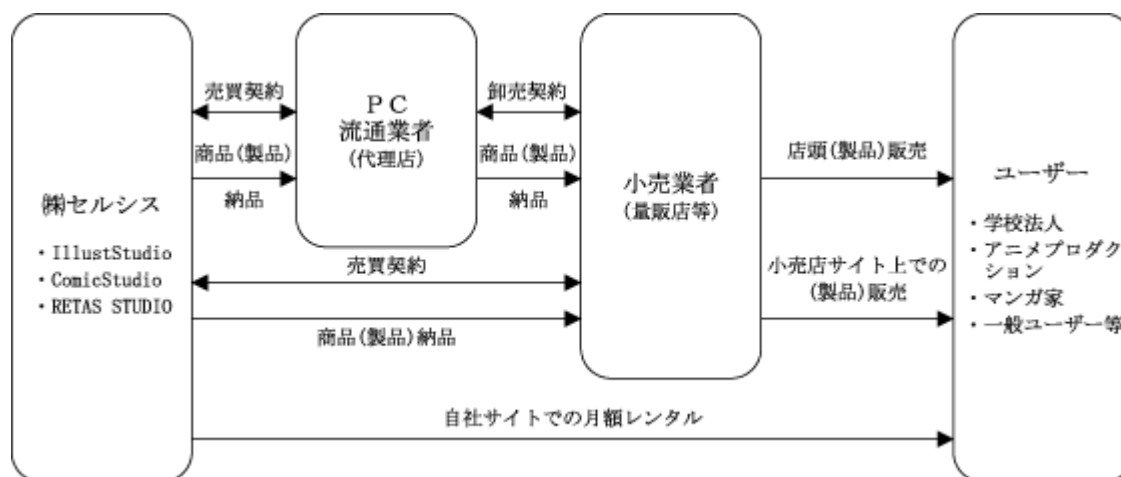 ㈱セルシス
・IllustStudio
・ComicStudio
・RETAS STUDIO
売買契約
商品(製品)
納品
ＰＣ
流通業者
(代理店)
卸売契約
商品(製品)
納品
売買契約
商品(製品)納品
小売業者
(量販店等)
店頭(製品)販売
小売店サイト上での
(製品)販売
自社サイトでの月額レンタル
ユーザー
・学校法人
・アニメプロダク
ション
・マンガ家
・一般ユーザー等